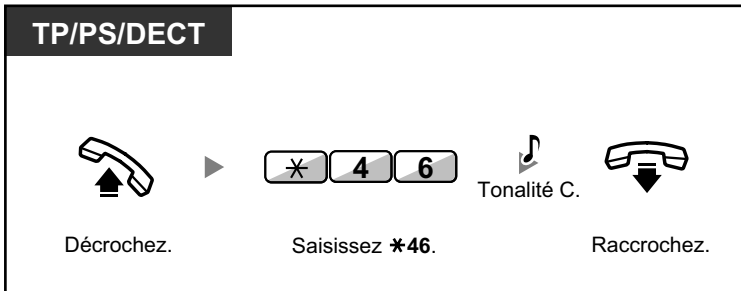 TP/PS/DECT
* 4 6
Tonalité C.
Décrochez.
Saisissez *46.
Raccrochez.